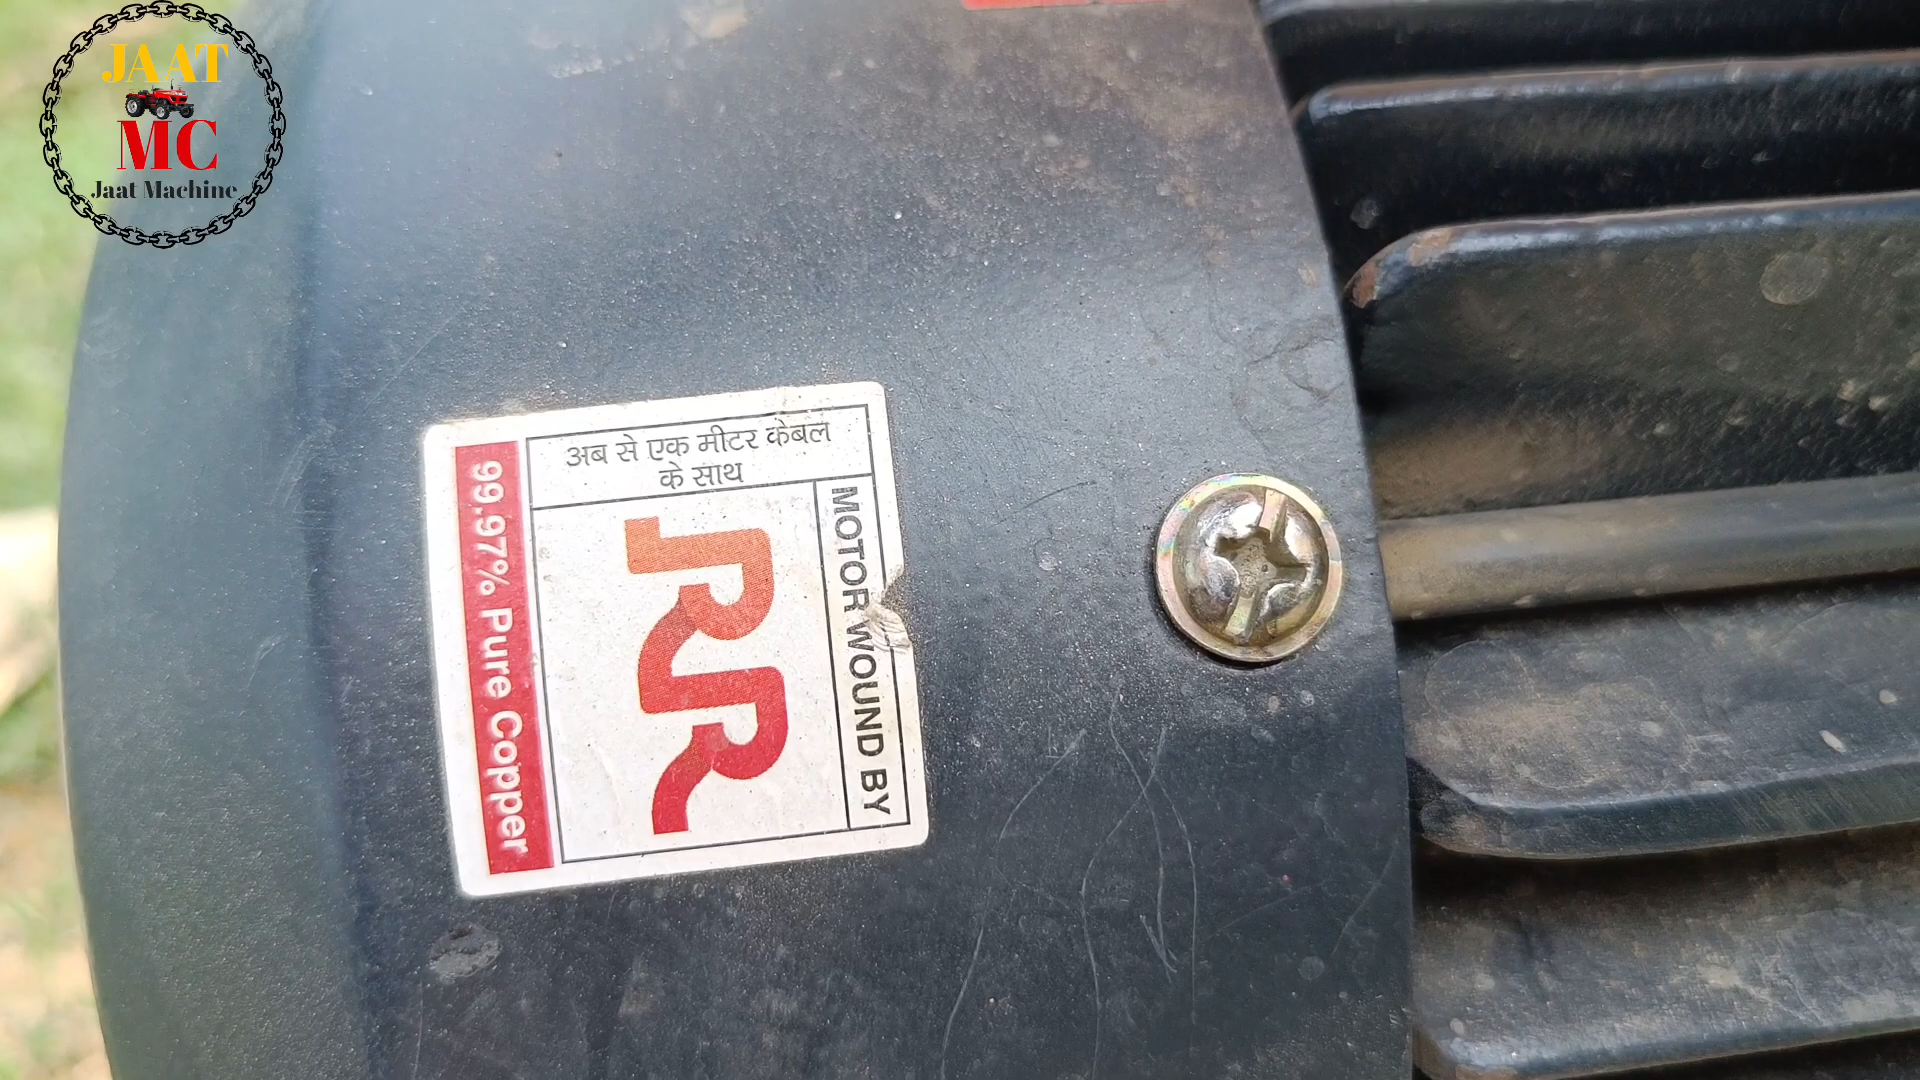 JAAT
MC
Jaat Machine
अब से एक मीटर केबल
के साथ
MOTOR WOUND BY
RR
99.97% Pure Copper